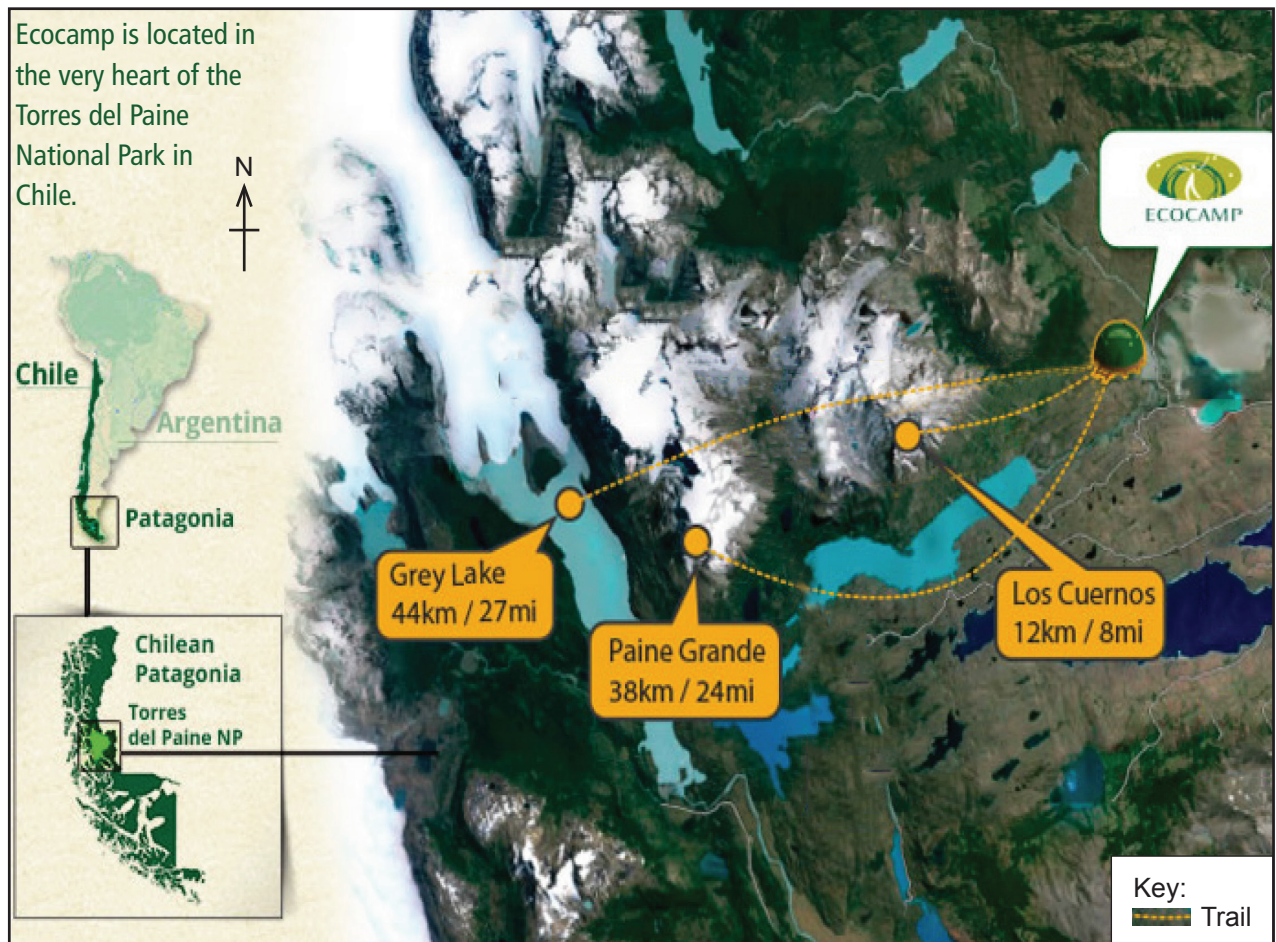 Ecocamp is located in
the very heart of the
Torres del Paine
National Park in
Chile.
N
ECOCAMP
Chile
Argentina
Patagonia
Grey Lake
44km / 27mi
Paine Grande
38km / 24mi
Los Cuernos
12km / 8mi
Chilean
Patagonia
Torres
del Paine NP
Key:
Trail